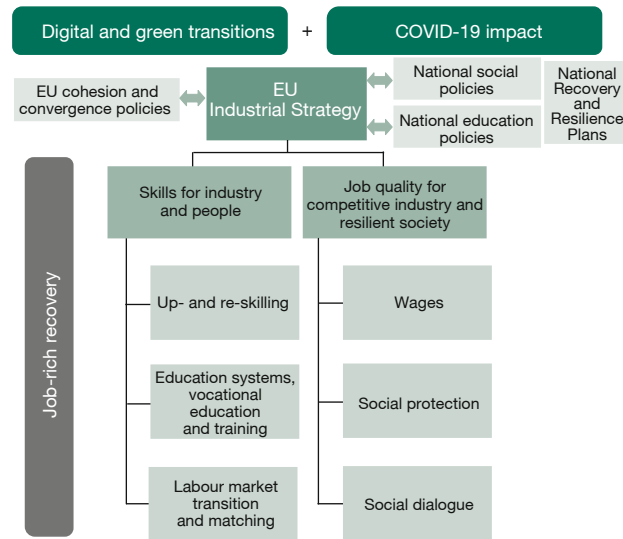 Digital and green transitions
+
COVID-19 impact
EU cohesion and
convergence policies
EU
Industrial Strategy
National social
policies
National education
policies
National
Recovery
and
Resilience
Plans
Job-rich recovery
Skills for industry
and people
Job quality for
competitive industry and
resilient society
Up- and re-skilling
Wages
Education systems,
vocational
education
and training
Social protection
Labour market
transition
and matching
Social dialogue